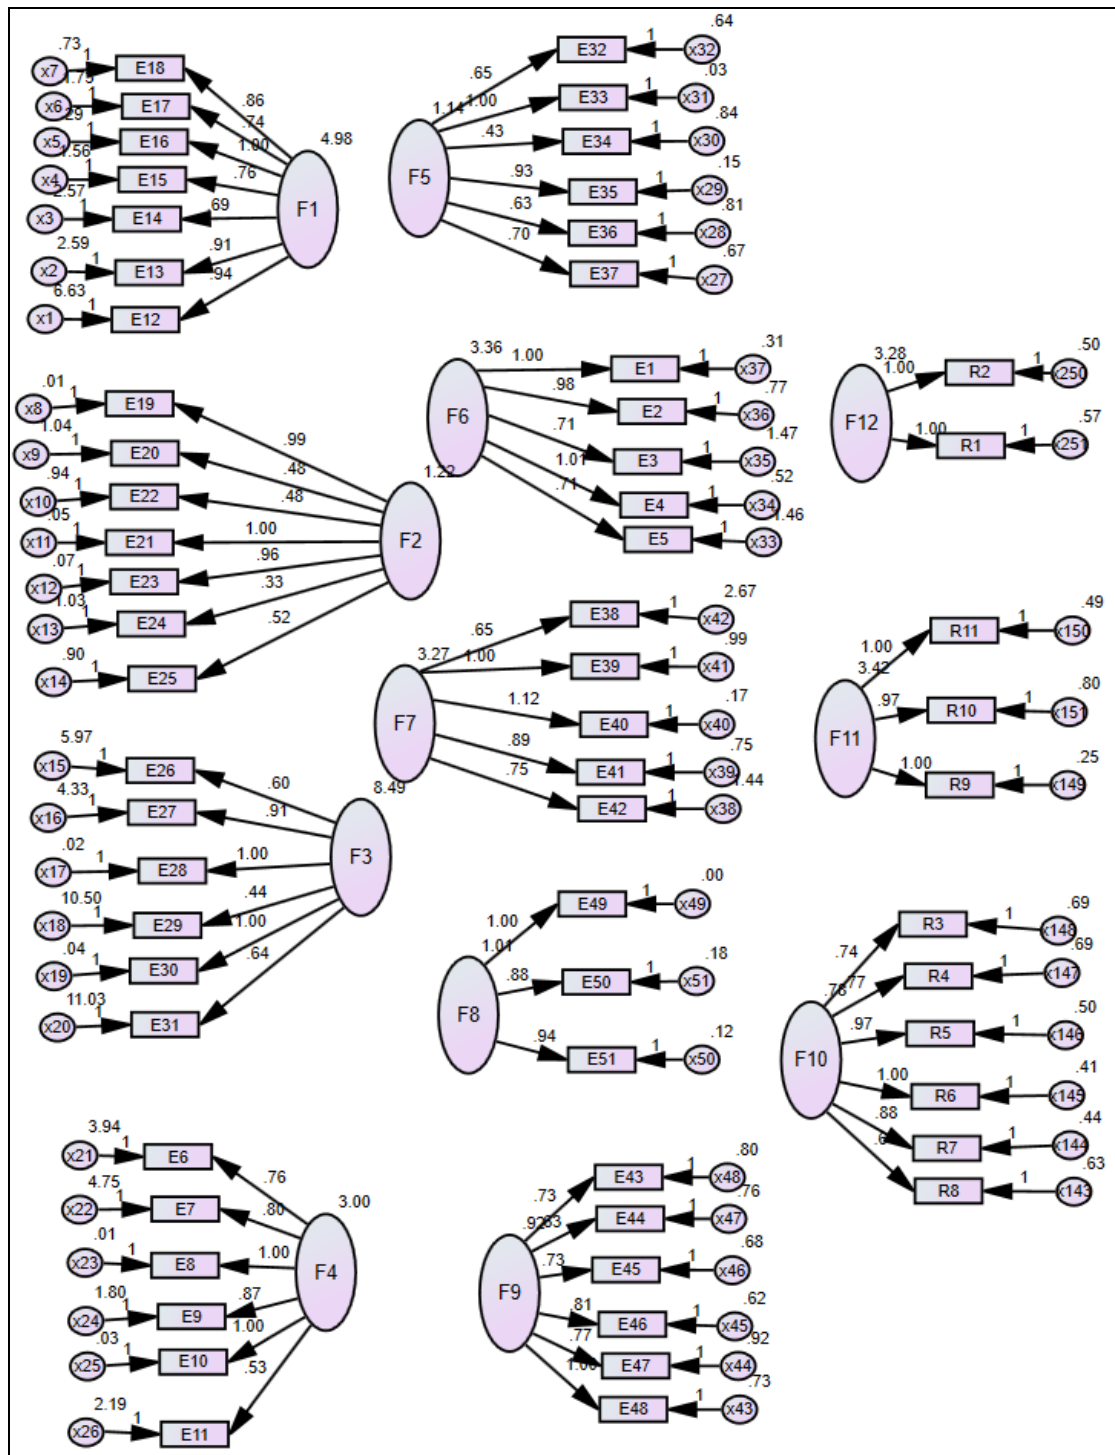 .73 1 x7 E18 .86
1.75 1 x6 E17 .74
.29 1 x5 E16 1.00 4.98
1.56 1 x4 E15 .76
2.57 1 x3 E14 .69 F1
2.59 1 x2 E13 .91
6.63 1 x1 E12 .94
.65 E32 1 x32 .64
1.14 1.00 E33 1 x31 .03
.43 E34 1 x30 .84
F5 .93 E35 1 x29 .15
.63 E36 1 x28 .81
.70 E37 1 x27 .67
.01 1 x8 E19 .99
1.04 1 x9 E20 .48
.94 1 x10 E22 .48 1.22
.05 1 x11 E21 1.00 F2
.07 1 x12 E23 .96
1.03 1 x13 E24 .33
.90 1 x14 E25 .52
3.36 1.00 E1 1 x37 .31
.98 E2 1 x36 .77
F6 .71 E3 1 x35 1.47
1.01 E4 1 x34 .52
.71 E5 1 x33 1.46
3.28 1.00 R2 1 x250 .50
F12 1.00 R1 1 x251 .57
.65 E38 1 x42 2.67
3.27 1.00 E39 1 x41 .99
F7 1.12 E40 1 x40 .17
.89 E41 1 x39 .75
.75 E42 1 x38 1.44
1.00 R11 1 x150 .49
3.42 .97 R10 1 x151 .80
F11 1.00 R9 1 x149 .25
5.97 1 x15 E26 .60 8.49
4.33 1 x16 E27 .91
.02 1 x17 E28 1.00 F3
10.50 1 x18 E29 .44
.04 1 x19 E30 1.00
11.03 1 x20 E31 .64
1.00 E49 1 x49 .00
1.01 .88 E50 1 x51 .18
F8 .94 E51 1 x50 .12
.74 R3 1 x148 .69
.78 .77 R4 1 x147 .69
.97 R5 1 x146 .50
F10 1.00 R6 1 x145 .41
.88 R7 1 x144 .44
R8 1 x143 .63
3.94 1 x21 E6 .76
4.75 1 x22 E7 .80 3.00
.01 1 x23 E8 1.00 F4
1.80 1 x24 E9 .87
.03 1 x25 E10 1.00
2.19 1 x26 E11 .53
.73 E43 1 x48 .80
.92 E44 1 x47 .76
.73 E45 1 x46 .68
F9 .81 E46 1 x45 .62
.77 E47 1 x44 .92
1.00 E48 1 x43 .73